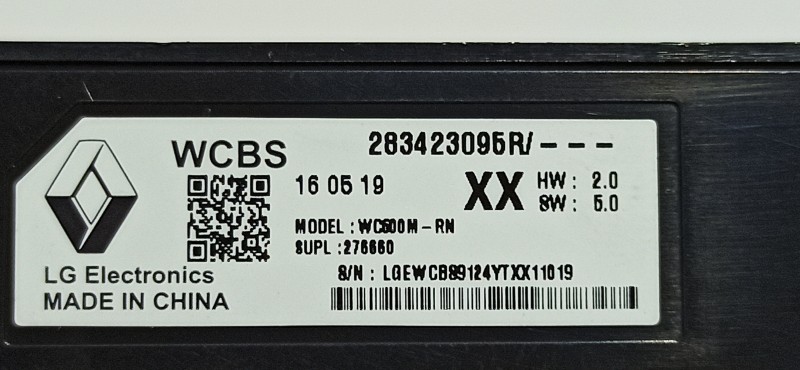 WCBS
283423095R/---
16 05 19
XX
HW: 2.0
SW: 5.0
MODEL: WC500M-RN
SUPL: 276660
LG Electronics
MADE IN CHINA
S/N: LGEWCB89124YTXX11019